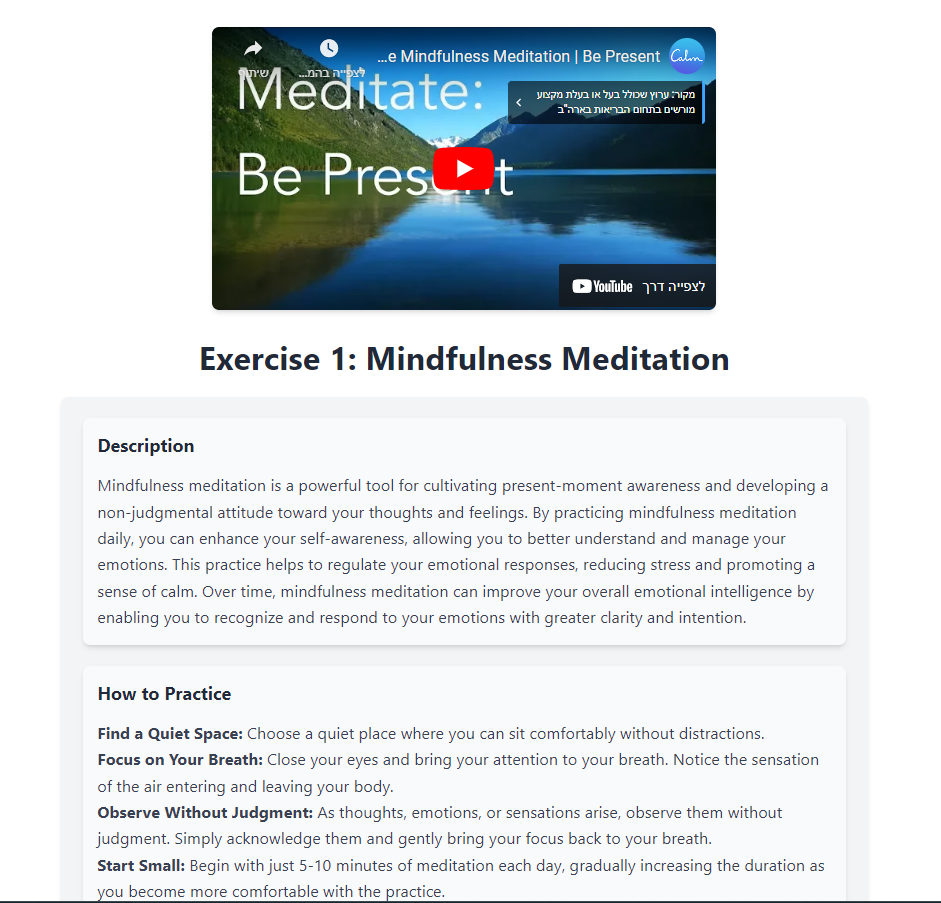 ...e Mindfulness Meditation | Be Present
Calm
שיתוף
לצפייה בהמ...
מקור: ערוץ שכולל בעל או בעלת מקצוע
מורשים בתחום הבריאות בארה"ב
Meditate:
Be Present
לצפייה דרך YouTube
Exercise 1: Mindfulness Meditation
Description
Mindfulness meditation is a powerful tool for cultivating present-moment awareness and developing a
non-judgmental attitude toward your thoughts and feelings. By practicing mindfulness meditation
daily, you can enhance your self-awareness, allowing you to better understand and manage your
emotions. This practice helps to regulate your emotional responses, reducing stress and promoting a
sense of calm. Over time, mindfulness meditation can improve your overall emotional intelligence by
enabling you to recognize and respond to your emotions with greater clarity and intention.
How to Practice
Find a Quiet Space: Choose a quiet place where you can sit comfortably without distractions.
Focus on Your Breath: Close your eyes and bring your attention to your breath. Notice the sensation
of the air entering and leaving your body.
Observe Without Judgment: As thoughts, emotions, or sensations arise, observe them without
judgment. Simply acknowledge them and gently bring your focus back to your breath.
Start Small: Begin with just 5-10 minutes of meditation each day, gradually increasing the duration as
you become more comfortable with the practice.